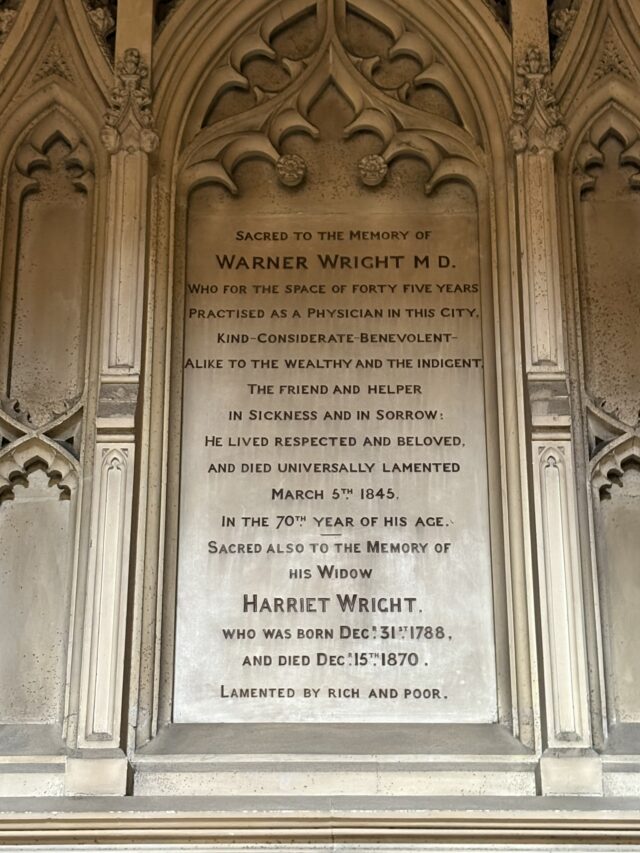 SACRED TO THE MEMORY OF
WARNER WRIGHT M D.
WHO FOR THE SPACE OF FORTY FIVE YEARS
PRACTISED AS A PHYSICIAN IN THIS CITY,
KIND-CONSIDERATE-BENEVOLENT-
ALIKE TO THE WEALTHY AND THE INDIGENT,
THE FRIEND AND HELPER
IN SICKNESS AND IN SORROW:
HE LIVED RESPECTED AND BELOVED,
AND DIED UNIVERSALLY LAMENTED
MARCH 5TH 1845,
IN THE 70TH YEAR OF HIS AGE.
SACRED ALSO TO THE MEMORY OF
HIS WIDOW
HARRIET WRIGHT,
WHO WAS BORN DECR 31ST 1788,
AND DIED DECR 15TH 1870.
LAMENTED BY RICH AND POOR.